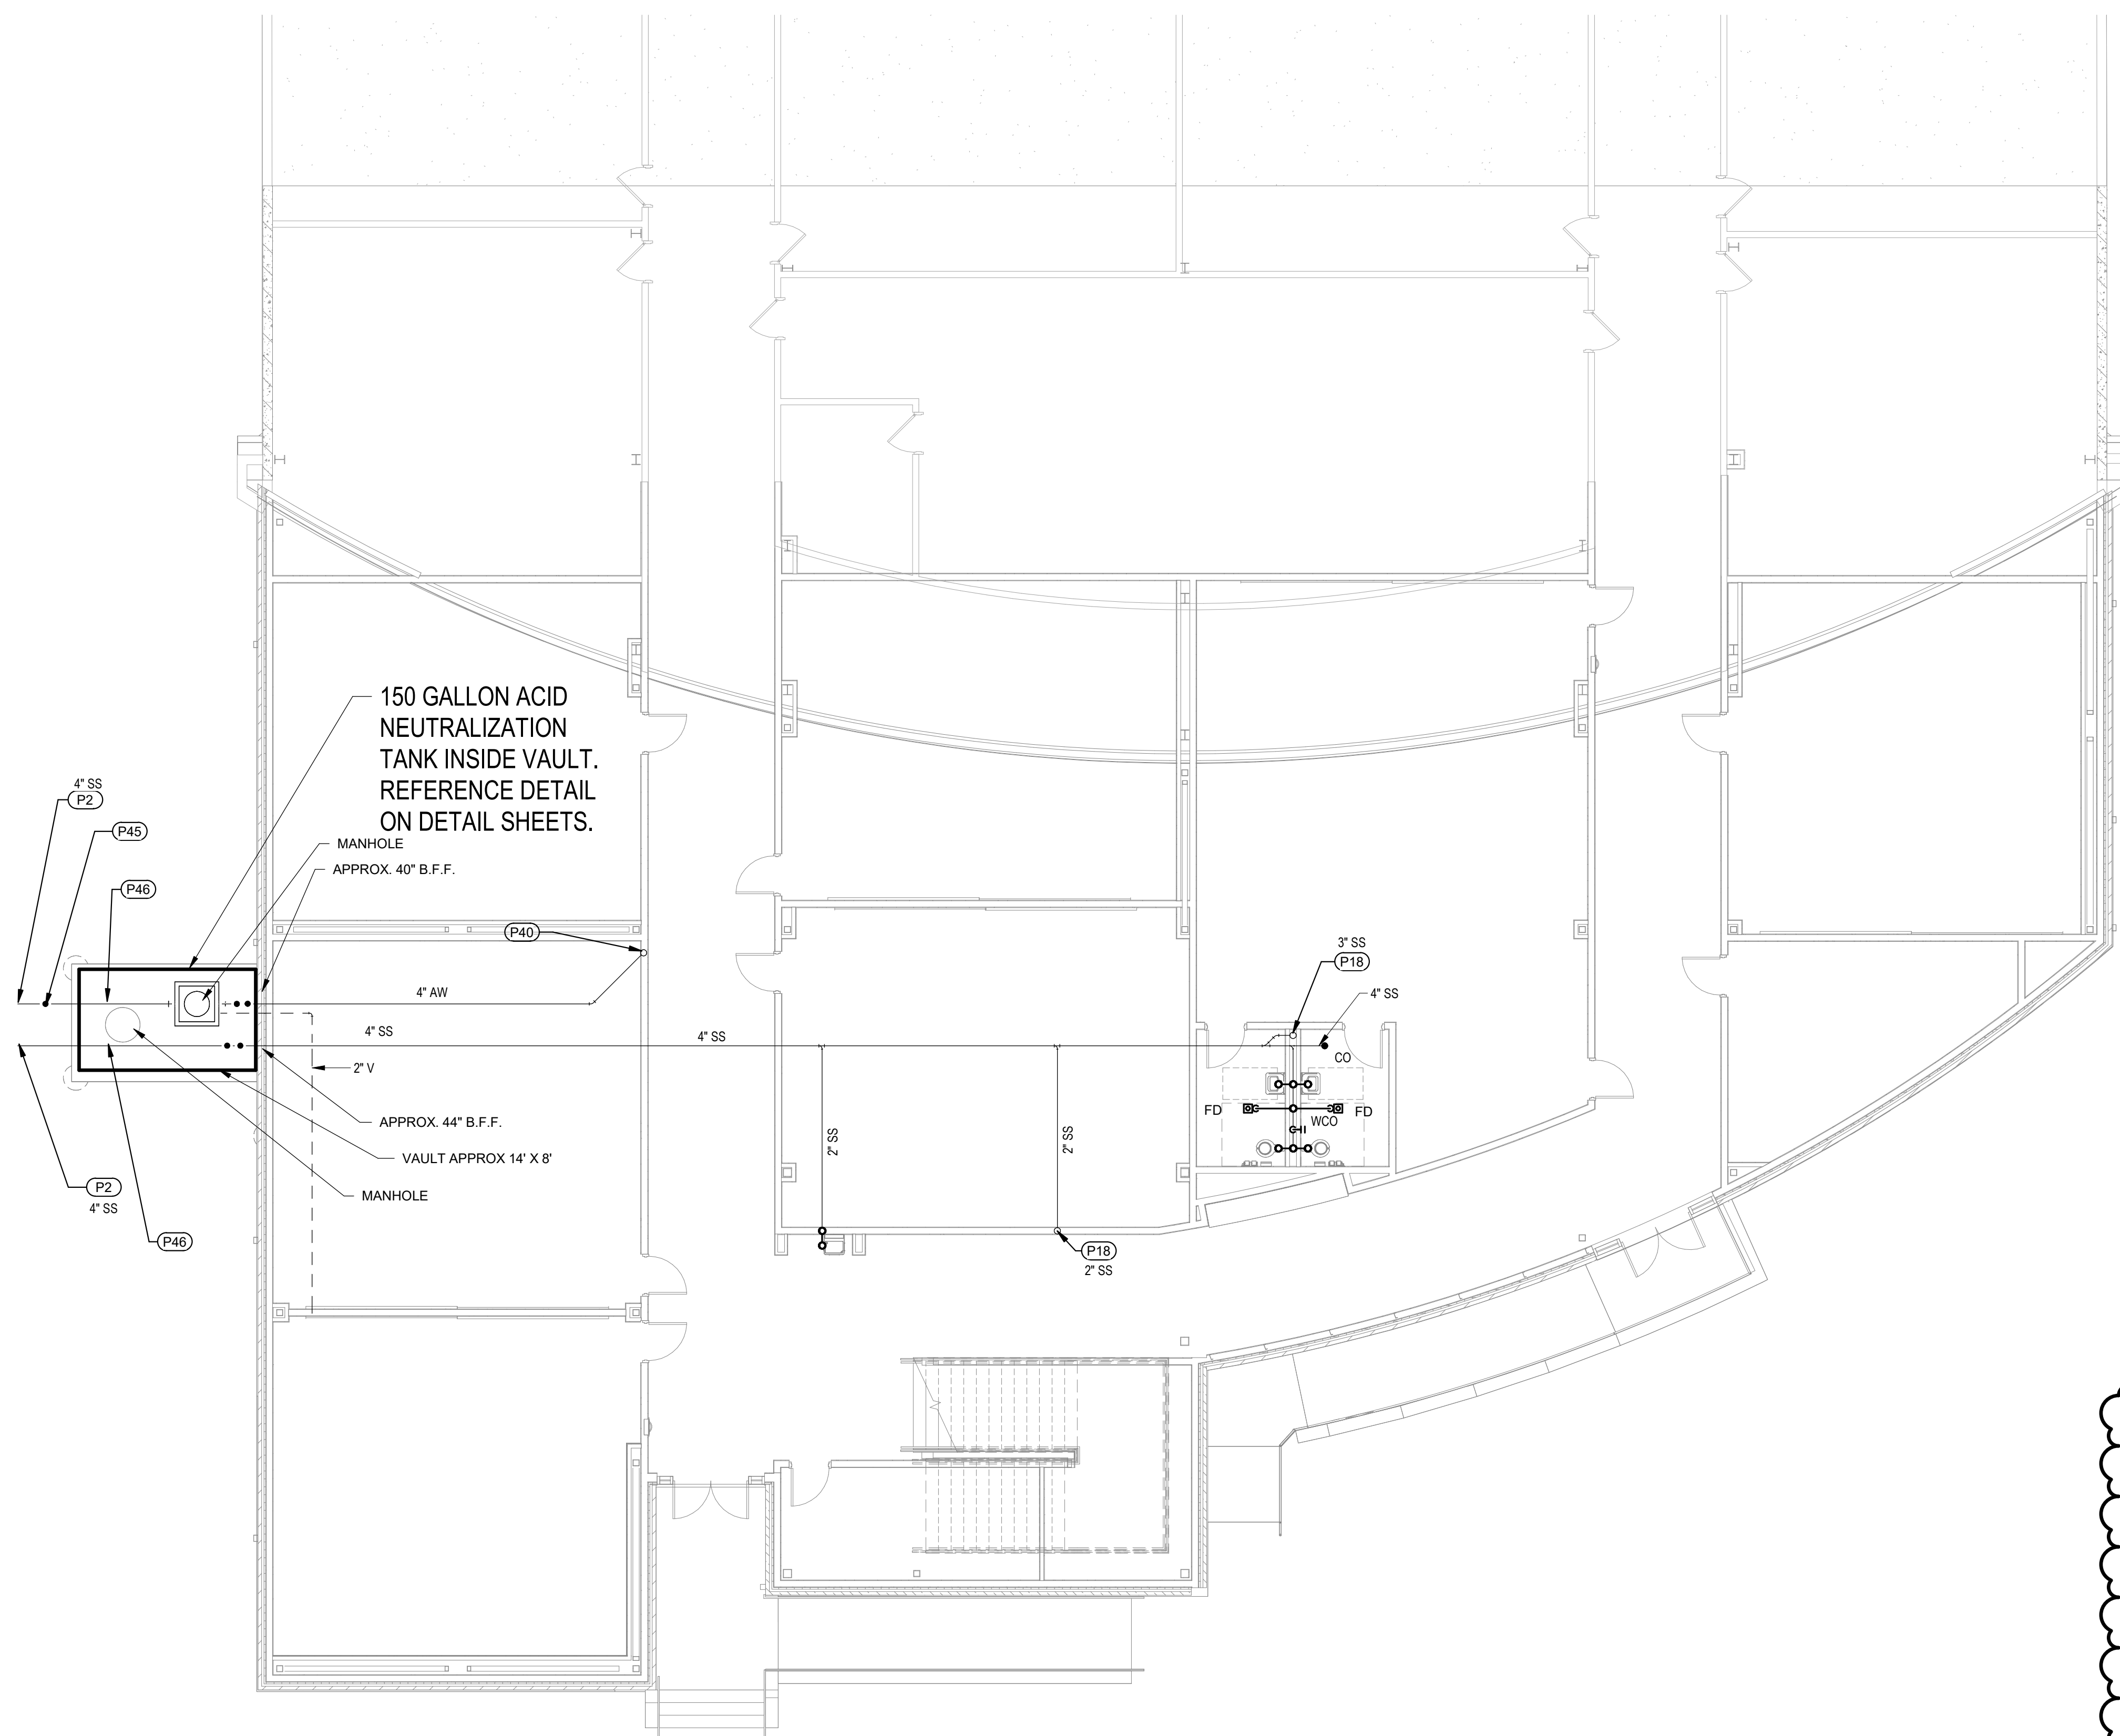 150 GALLON ACID
NEUTRALIZATION
TANK INSIDE VAULT.
REFERENCE DETAIL
ON DETAIL SHEETS.
4" SS
P2
P45
MANHOLE
APPROX. 40" B.F.F.
P46
P40
3" SS
P18
4" AW
4" SS
4" SS
4" SS
CO
2" V
FD
FD
WCO
APPROX. 44" B.F.F.
2" SS
2" SS
VAULT APPROX 14' X 8'
P2
4" SS
MANHOLE
P46
P18
2" SS